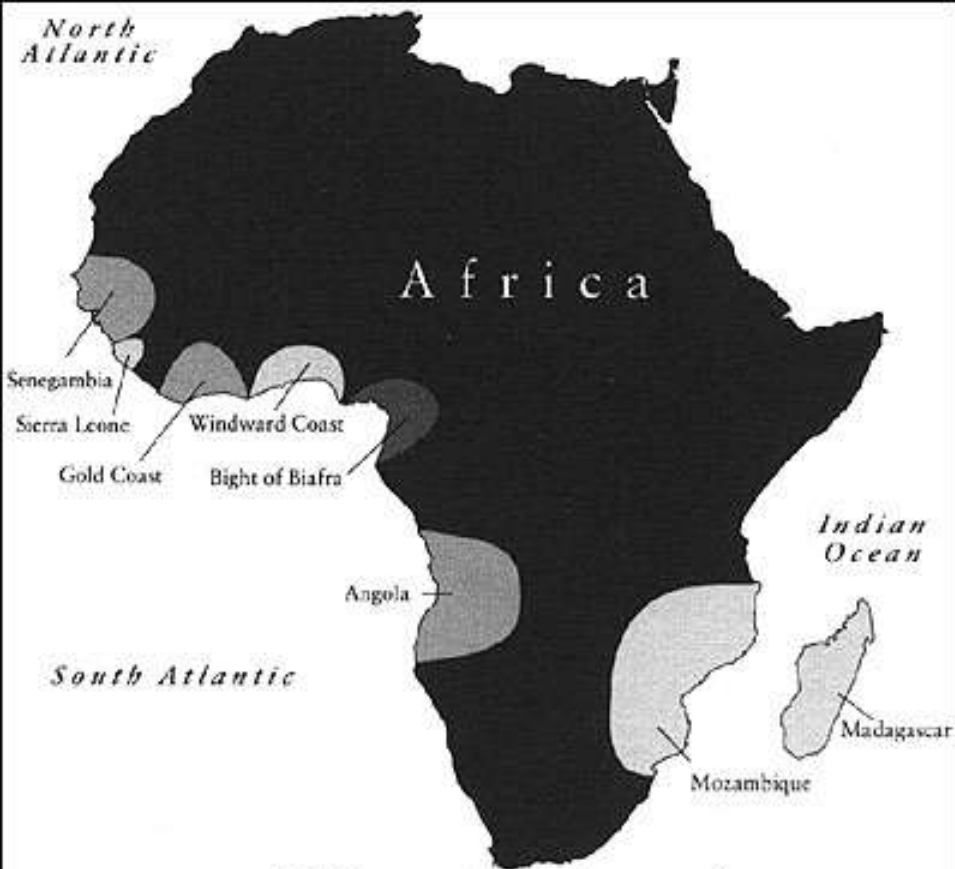 North
Atlantic
Africa
Senegambia
Sierra Leone
Windward Coast
Gold Coast
Bight of Biafra
Indian
Ocean
Angola
South Atlantic
Madagascar
Mozambique